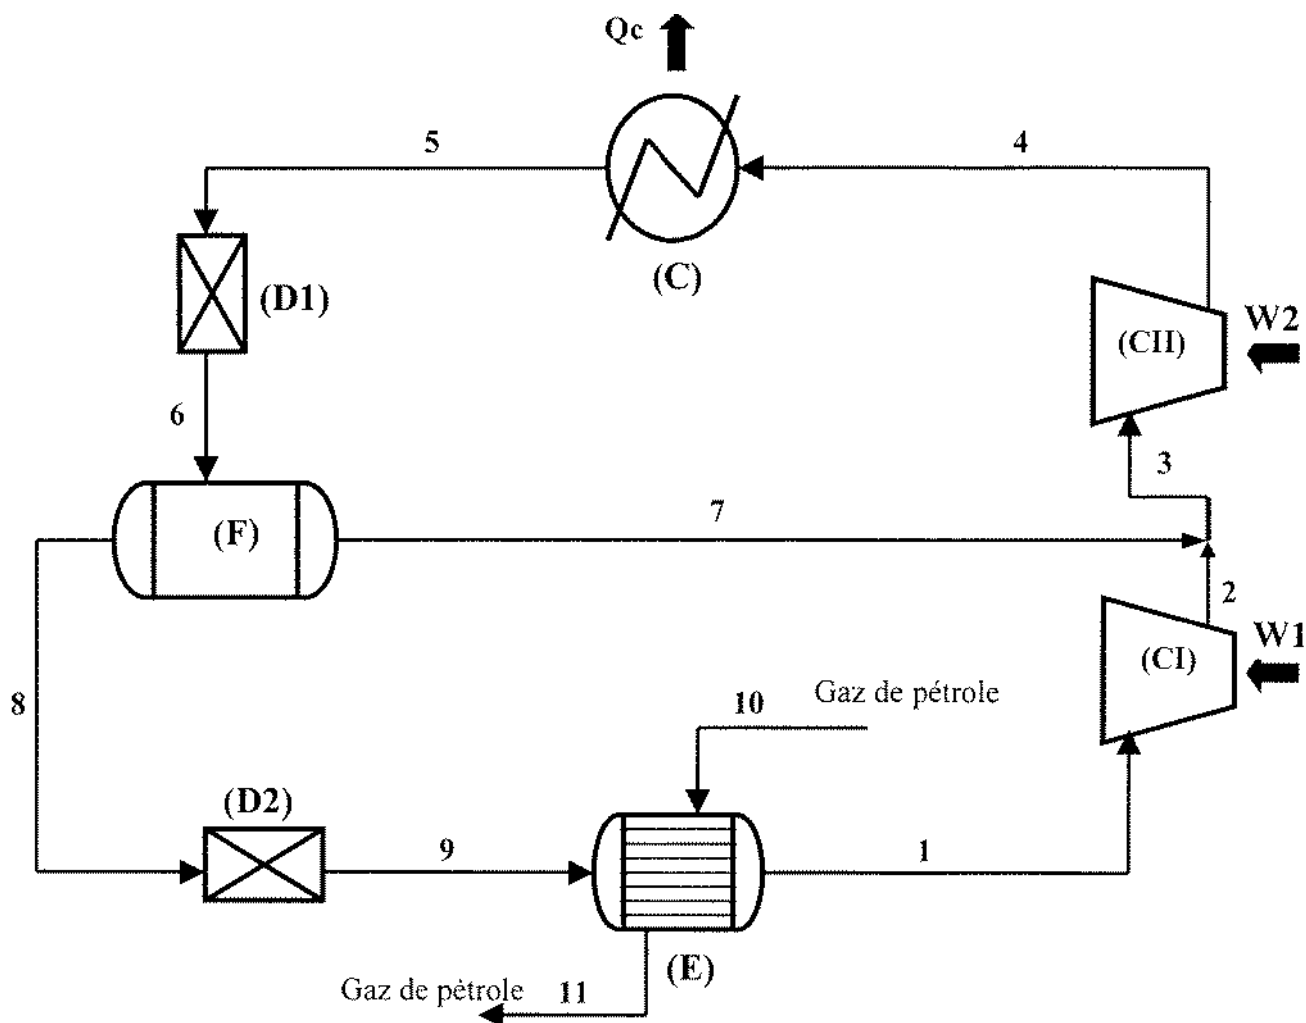 Qc
5
4
(C)
(D1)
W2
(CII)
6
3
7
(F)
2
W1
(CI)
8
10
Gaz de pétrole
(D2)
9
1
(E)
Gaz de pétrole
11